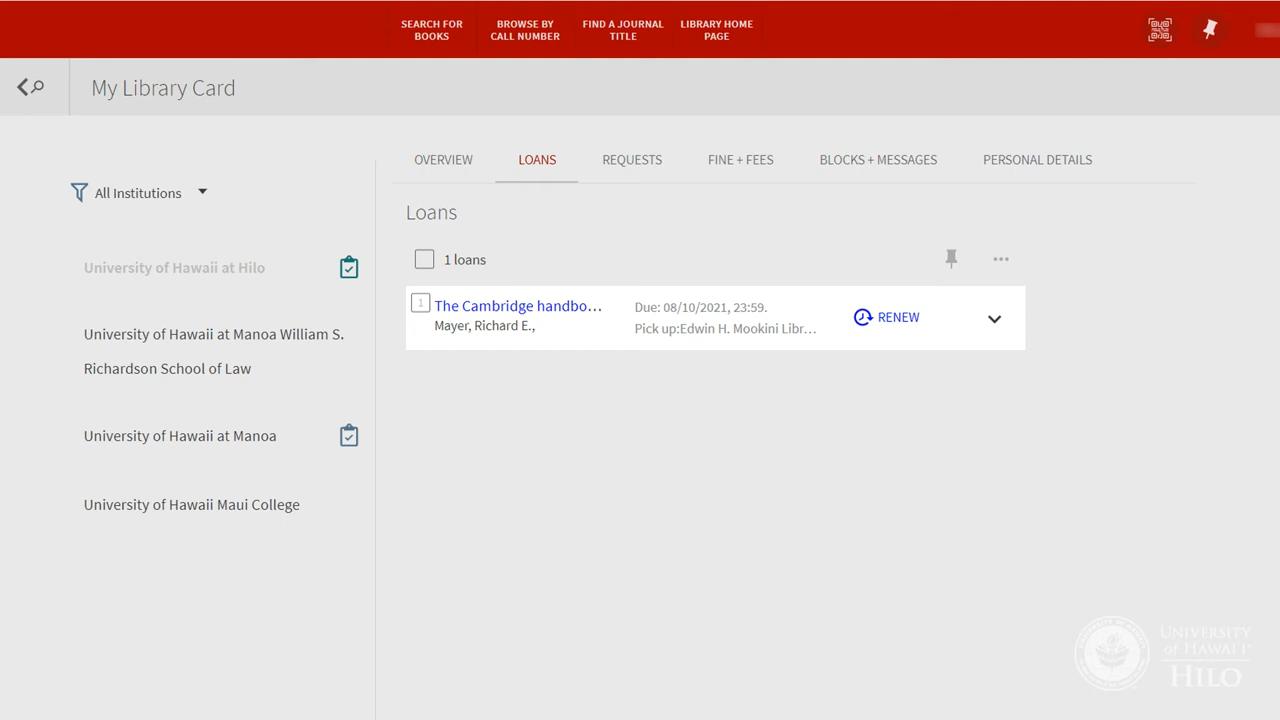 SEARCH FOR
BOOKS
BROWSE BY
CALL NUMBER
FIND A JOURNAL
TITLE
LIBRARY HOME
PAGE
My Library Card
All Institutions
University of Hawaii at Hilo
University of Hawaii at Manoa William S.
Richardson School of Law
University of Hawaii at Manoa
University of Hawaii Maui College
OVERVIEW
LOANS
REQUESTS
FINE + FEES
BLOCKS + MESSAGES
PERSONAL DETAILS
Loans
1 loans
1
The Cambridge handbo…
Mayer, Richard E.,
Due: 08/10/2021, 23:59.
Pick up:Edwin H. Mookini Libr…
RENEW
UNIVERSITY
of HAWAIʻI®
HILO